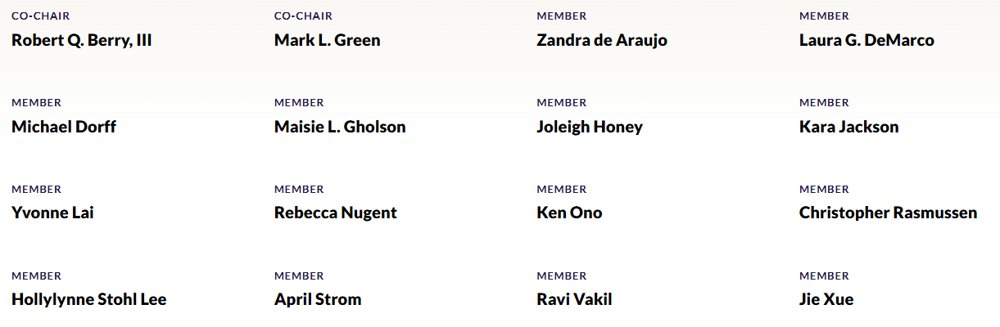 CO-CHAIR
Robert Q. Berry, III
CO-CHAIR
Mark L. Green
MEMBER
Zandra de Araujo
MEMBER
Laura G. DeMarco
MEMBER
Michael Dorff
MEMBER
Maisie L. Gholson
MEMBER
Joleigh Honey
MEMBER
Kara Jackson
MEMBER
Yvonne Lai
MEMBER
Rebecca Nugent
MEMBER
Ken Ono
MEMBER
Christopher Rasmussen
MEMBER
Hollylynne Stohl Lee
MEMBER
April Strom
MEMBER
Ravi Vakil
MEMBER
Jie Xue